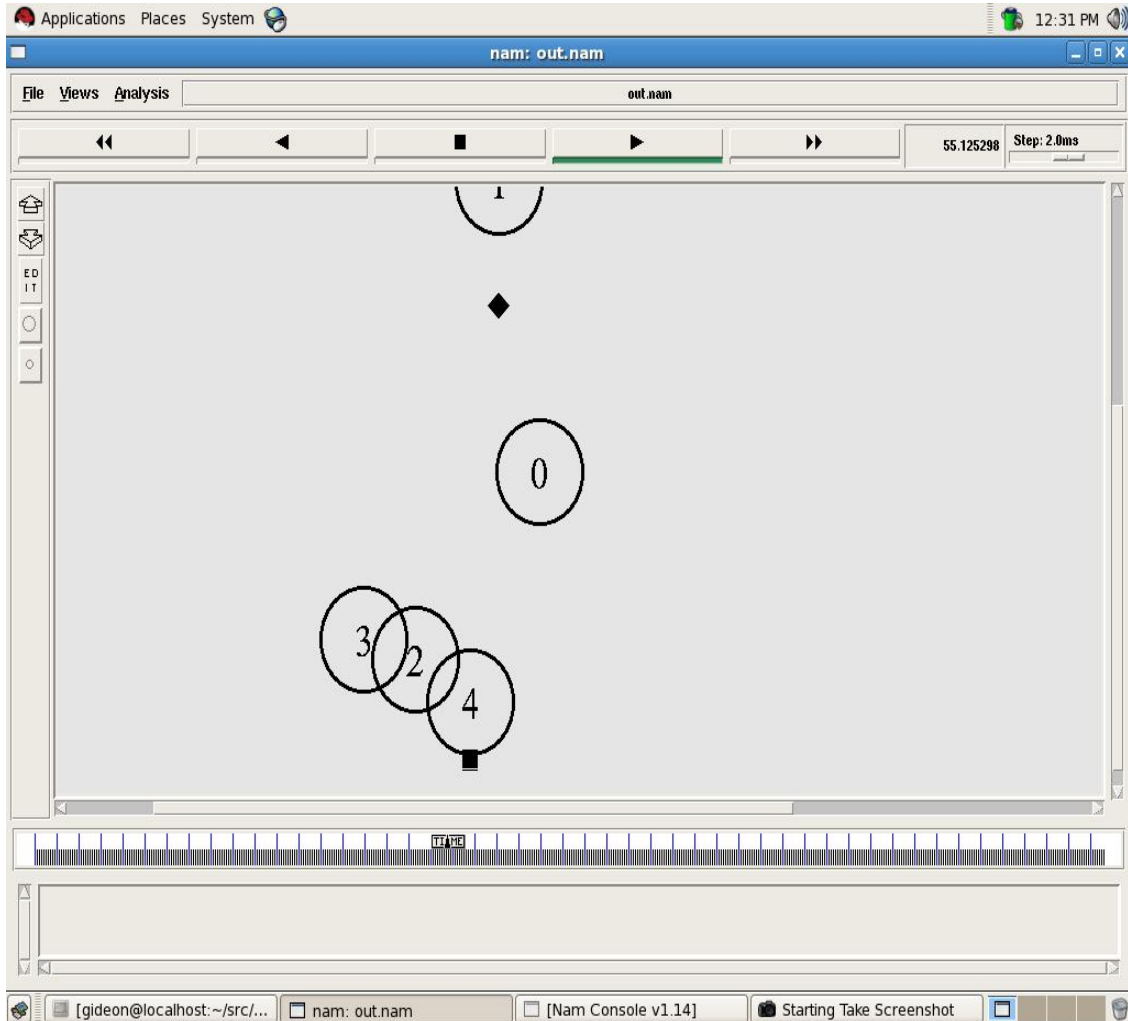 Applications Places System 12:31 PM
nam: out.nam
File Views Analysis out.nam
55.125298 Step: 2.0ms
ED
IT
1
0
3
2
4
TIME
[gideon@localhost:~/src/... nam: out.nam [Nam Console v1.14] Starting Take Screenshot